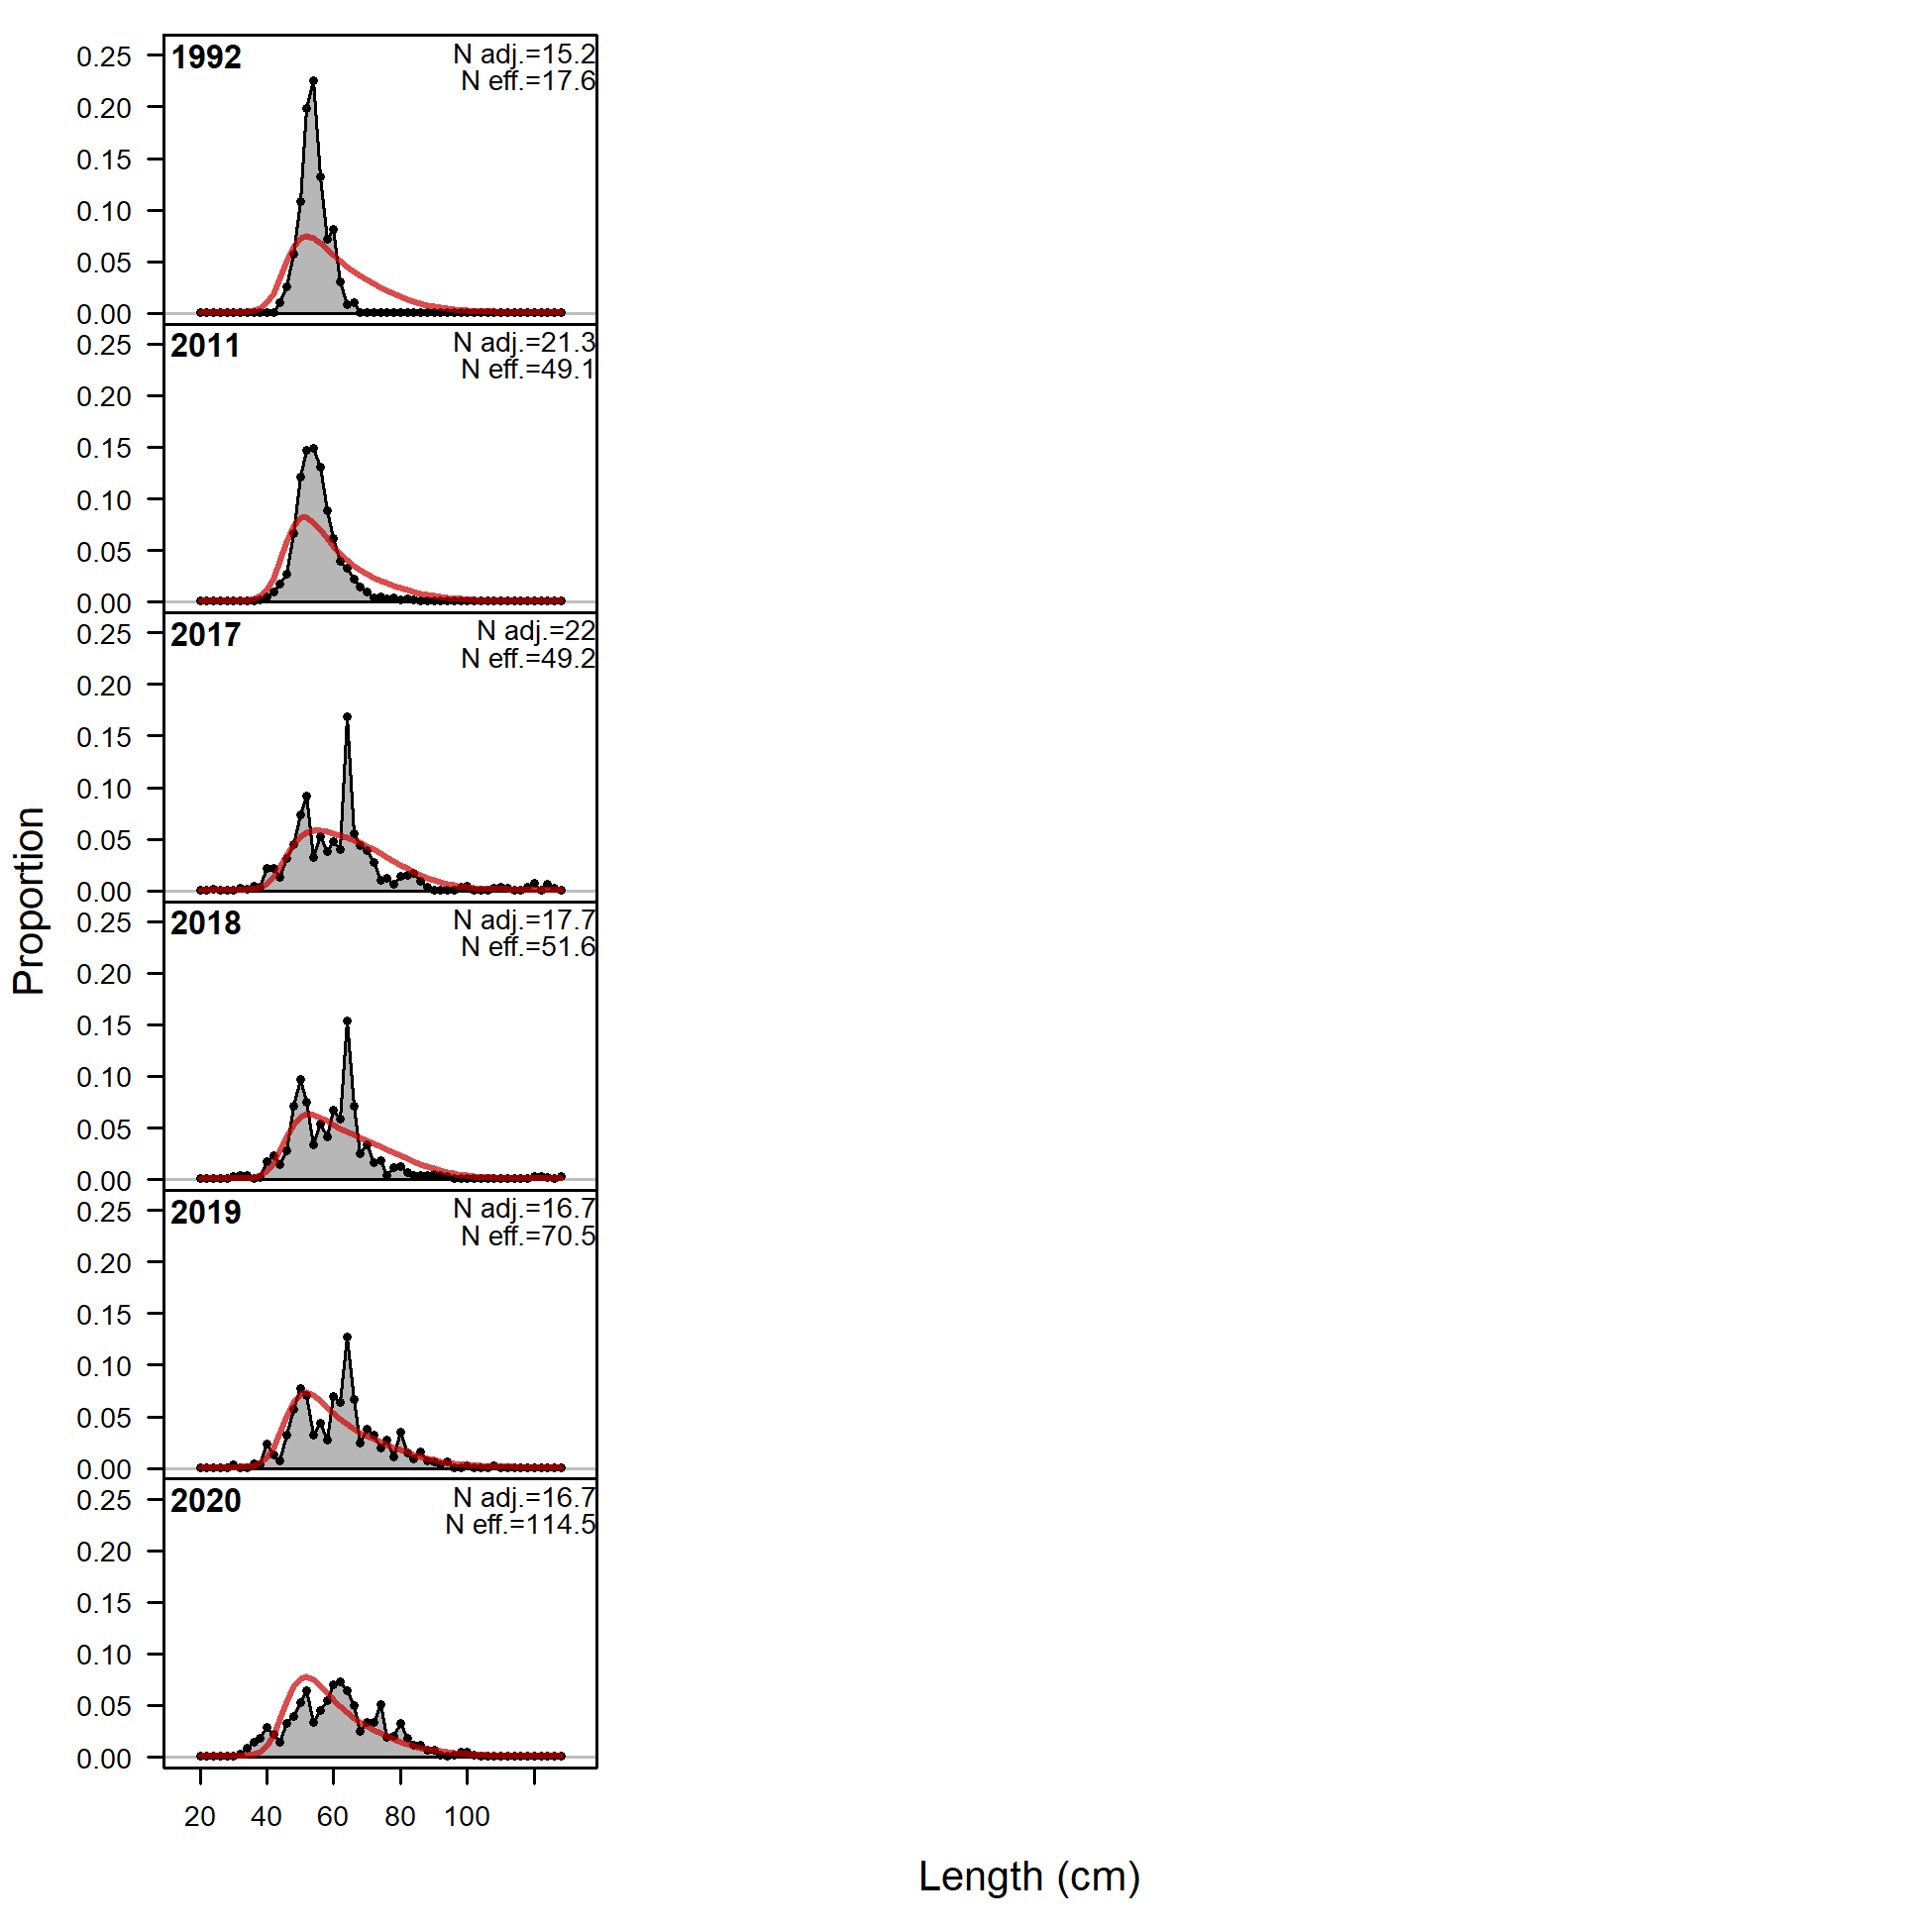 Proportion
1992
N adj.=15.2
N eff.=17.6
0.25
0.20
0.15
0.10
0.05
0.00
2011
N adj.=21.3
N eff.=49.1
0.25
0.20
0.15
0.10
0.05
0.00
2017
N adj.=22
N eff.=49.2
0.25
0.20
0.15
0.10
0.05
0.00
2018
N adj.=17.7
N eff.=51.6
0.25
0.20
0.15
0.10
0.05
0.00
2019
N adj.=16.7
N eff.=70.5
0.25
0.20
0.15
0.10
0.05
0.00
2020
N adj.=16.7
N eff.=114.5
0.25
0.20
0.15
0.10
0.05
0.00
20 40 60 80 100
Length (cm)